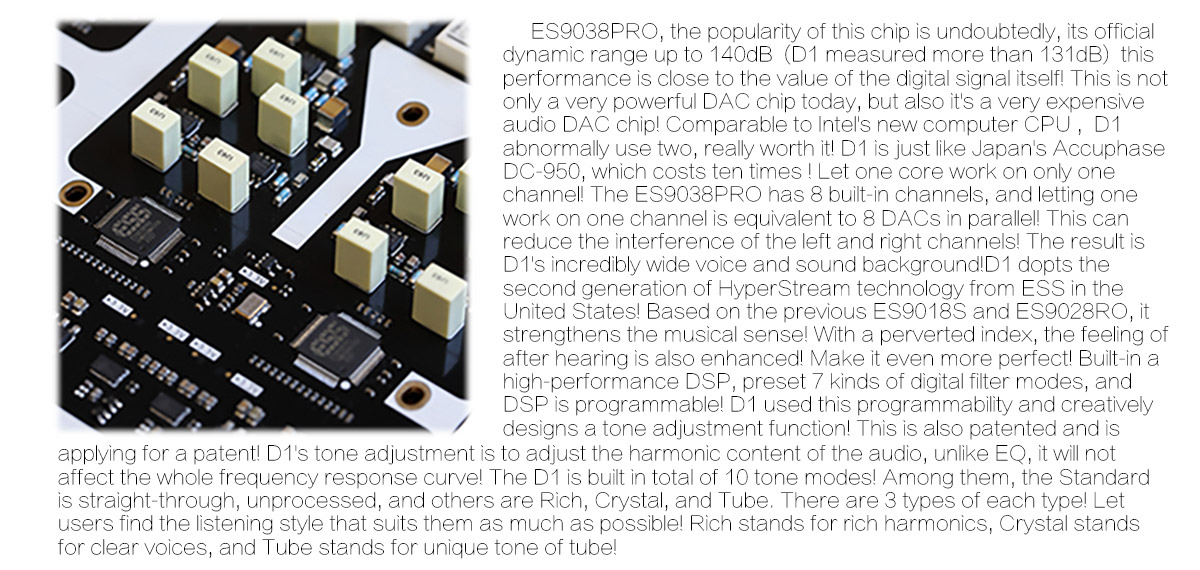 ES9038PRO, the popularity of this chip is undoubtedly, its official
dynamic range up to 140dB（D1 measured more than 131dB）this
performance is close to the value of the digital signal itself! This is not
only a very powerful DAC chip today, but also it's a very expensive
audio DAC chip! Comparable to Intel's new computer CPU， D1
abnormally use two, really worth it! D1 is just like Japan's Accuphase
DC-950, which costs ten times ! Let one core work on only one
channel! The ES9038PRO has 8 built-in channels, and letting one
work on one channel is equivalent to 8 DACs in parallel! This can
reduce the interference of the left and right channels! The result is
D1's incredibly wide voice and sound background!D1 dopts the
second generation of HyperStream technology from ESS in the
United States! Based on the previous ES9018S and ES9028RO, it
strengthens the musical sense! With a perverted index, the feeling of
after hearing is also enhanced! Make it even more perfect! Built-in a
high-performance DSP, preset 7 kinds of digital filter modes, and
DSP is programmable! D1 used this programmability and creatively
designs a tone adjustment function! This is also patented and is
applying for a patent! D1's tone adjustment is to adjust the harmonic content of the audio, unlike EQ, it will not
affect the whole frequency response curve! The D1 is built in total of 10 tone modes! Among them, the Standard
is straight-through, unprocessed, and others are Rich, Crystal, and Tube. There are 3 types of each type! Let
users find the listening style that suits them as much as possible! Rich stands for rich harmonics, Crystal stands
for clear voices, and Tube stands for unique tone of tube!